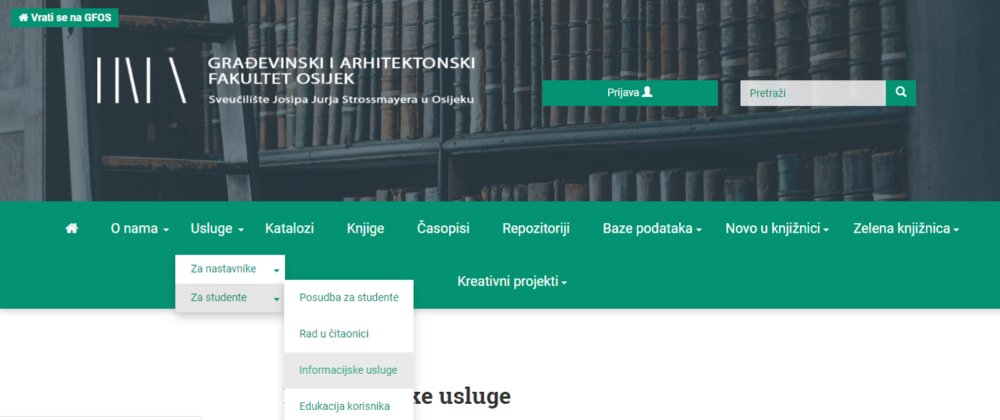 Vrati se na GFOS
GRAĐEVINSKI I ARHITEKTONSKI
FAKULTET OSIJEK
Sveučilište Josipa Jurja Strossmayera u Osijeku
Prijava
Pretraži
O nama
Usluge
Katalozi
Knjige
Časopisi
Repozitoriji
Baze podataka
Novo u knjižnici
Zelena knjižnica
Kreativni projekti
Za nastavnike
Za studente
Posudba za studente
Rad u čitaonici
Informacijske usluge
Edukacija korisnika
usluge